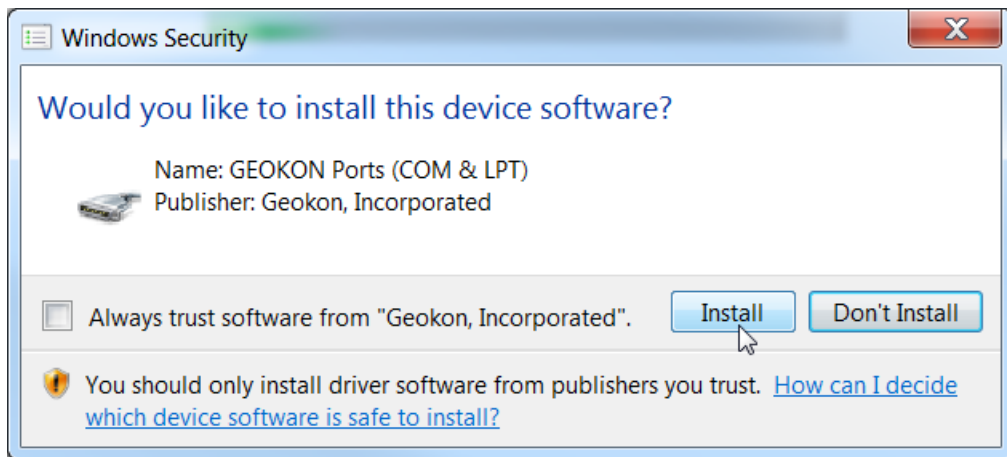 Windows Security
Would you like to install this device software?
Name: GEOKON Ports (COM & LPT)
Publisher: Geokon, Incorporated
Always trust software from "Geokon, Incorporated".
Install
Don't Install
You should only install driver software from publishers you trust. How can I decide
which device software is safe to install?